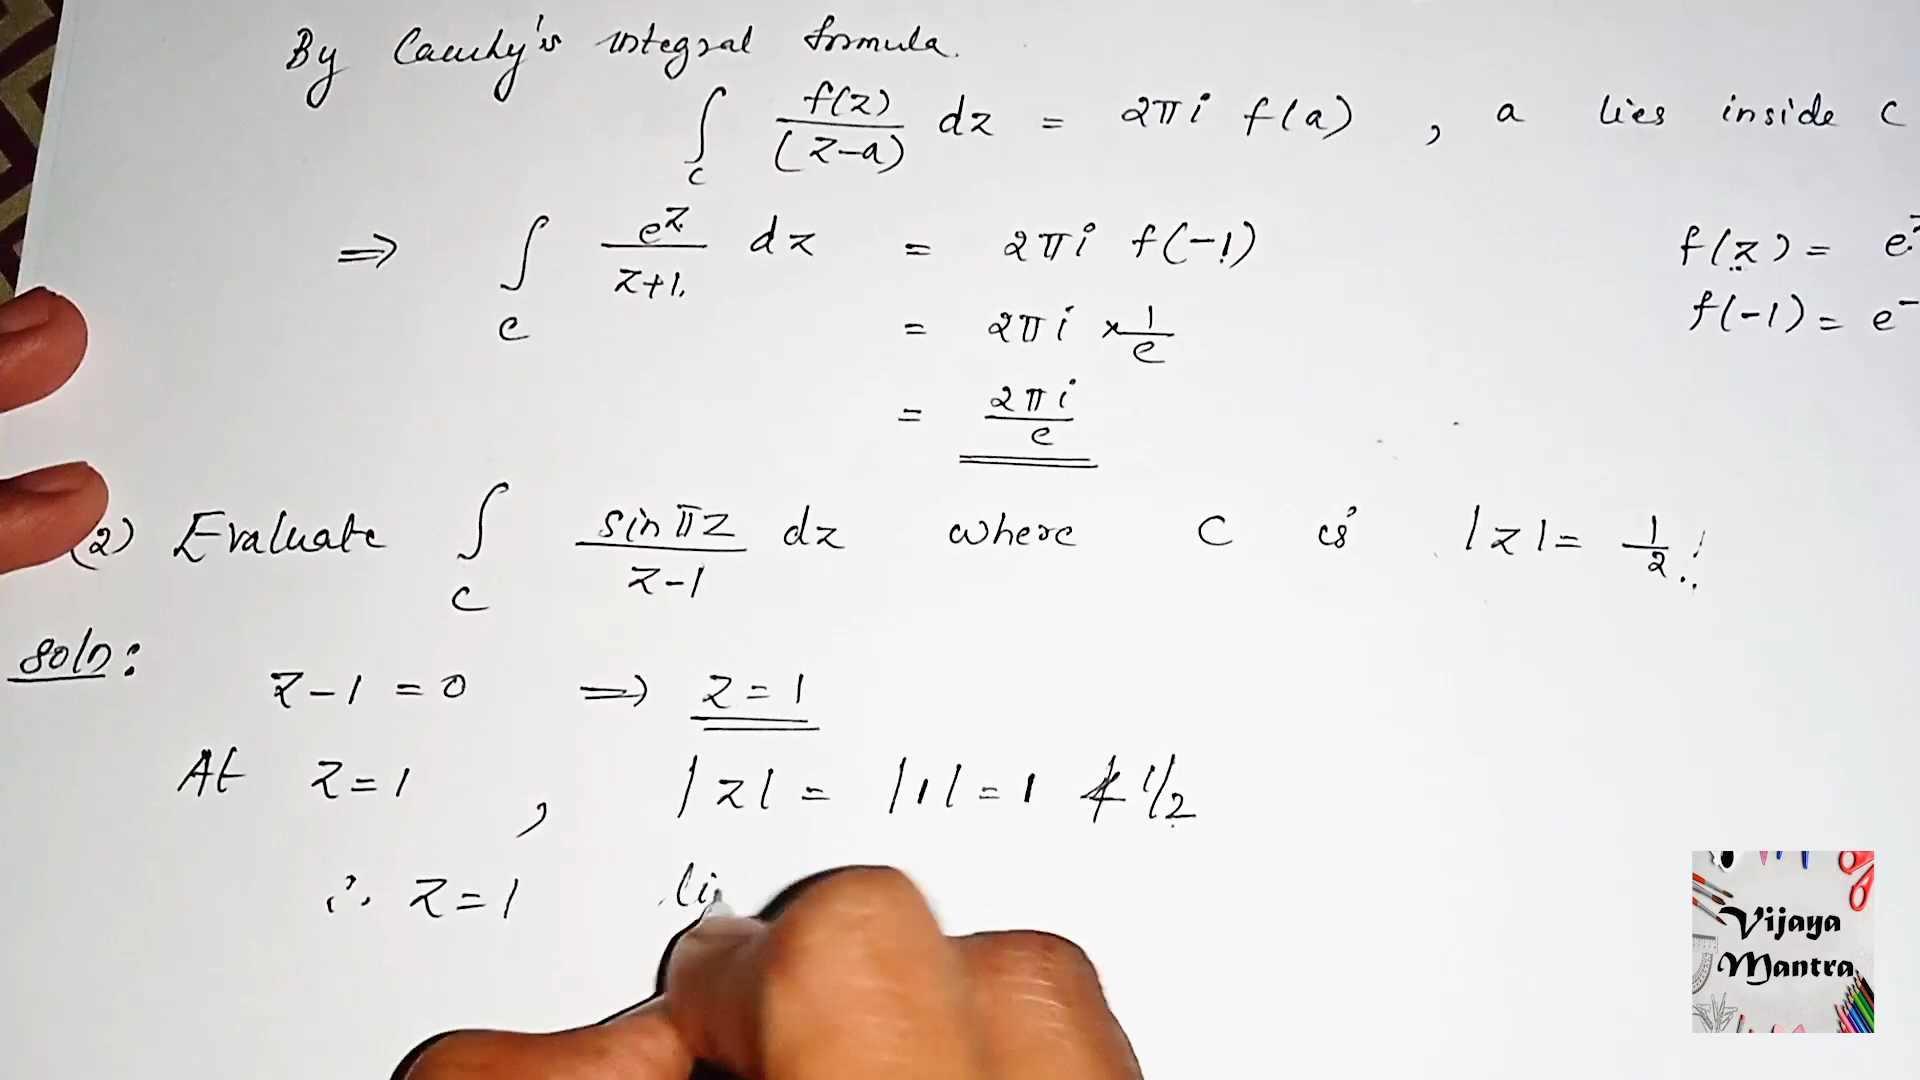 By Cauchy's integral formula.
∫_C f(z)/(z-a) dz = 2πi f(a) , a lies inside C
⇒ ∫_C e^z/z+1. dz = 2πi f(-1) f(z) = e^z
= 2πi × 1/e f(-1) = e^-
= 2πi/e
(2) Evaluate ∫_C sin πz/z-1 dz where C is |z| = 1/2 !
Soln:
z-1 = 0 ⇒ z = 1
At z = 1 , |z| = |1| = 1 ≮ 1/2
∴ z = 1
Vijaya
Mantra